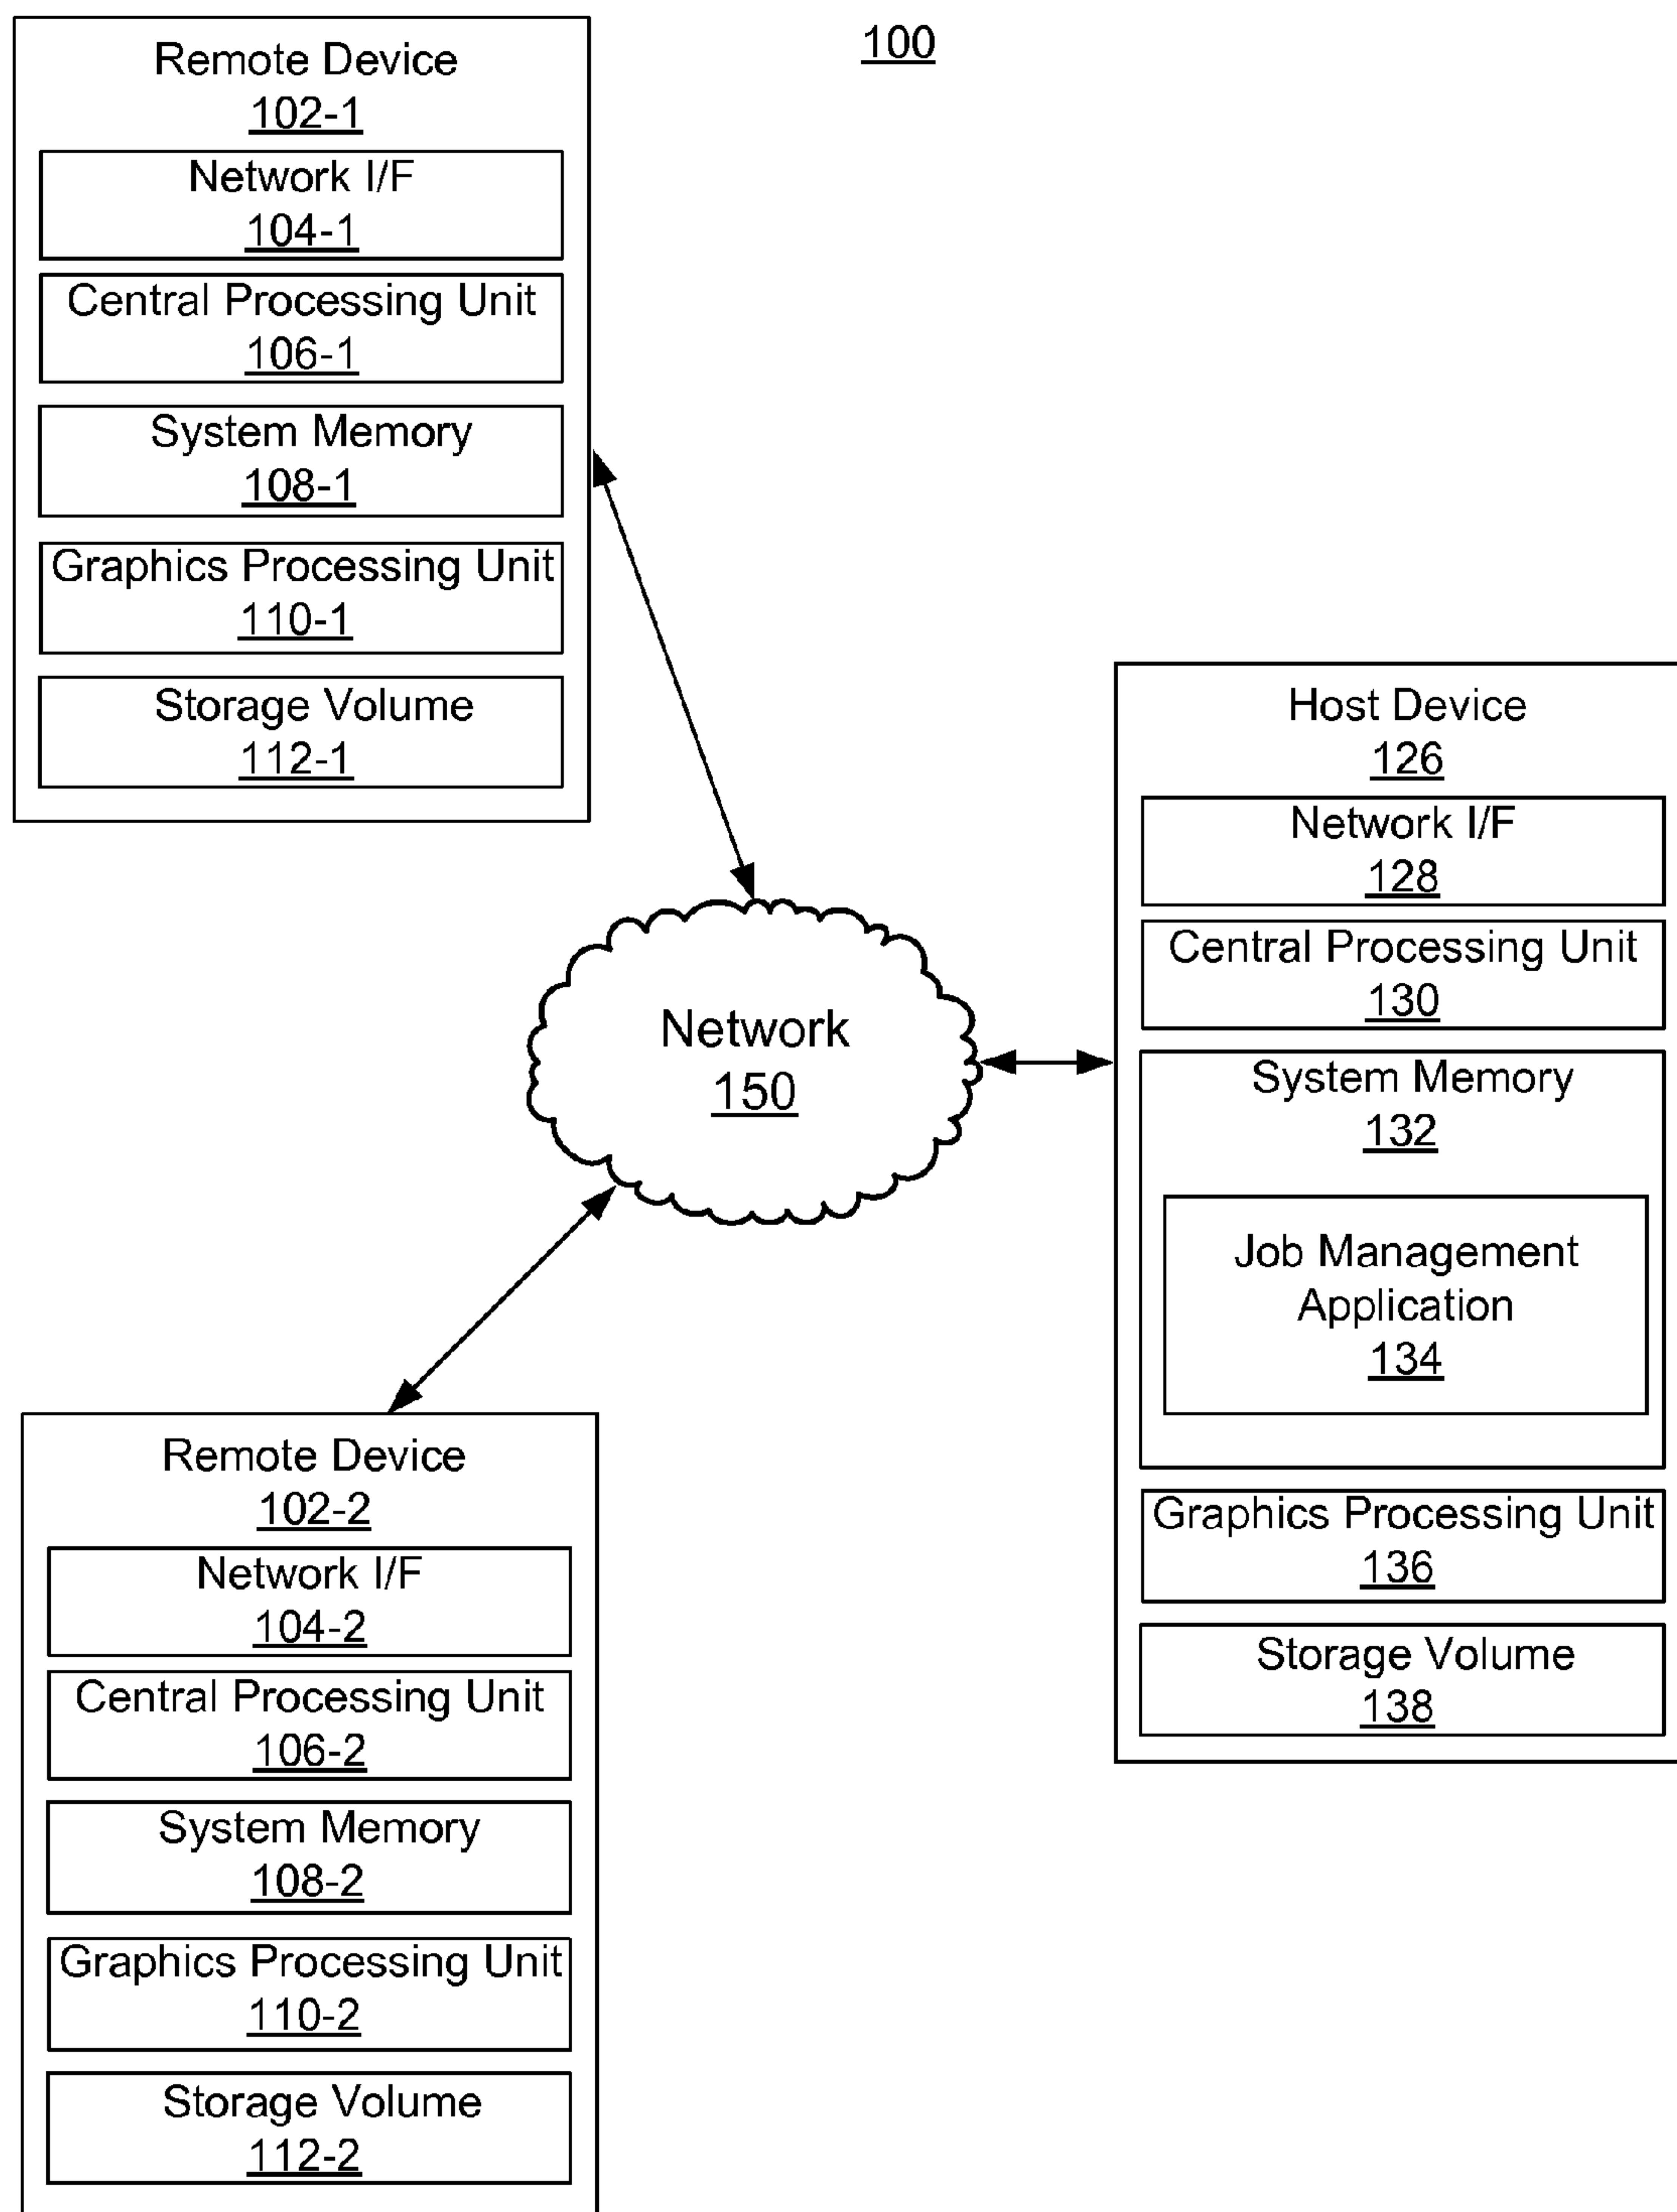 100
Remote Device
102-1
Network I/F
104-1
Central Processing Unit
106-1
System Memory
108-1
Graphics Processing Unit
110-1
Storage Volume
112-1
Network
150
Host Device
126
Network I/F
128
Central Processing Unit
130
System Memory
132
Job Management
Application
134
Graphics Processing Unit
136
Storage Volume
138
Remote Device
102-2
Network I/F
104-2
Central Processing Unit
106-2
System Memory
108-2
Graphics Processing Unit
110-2
Storage Volume
112-2